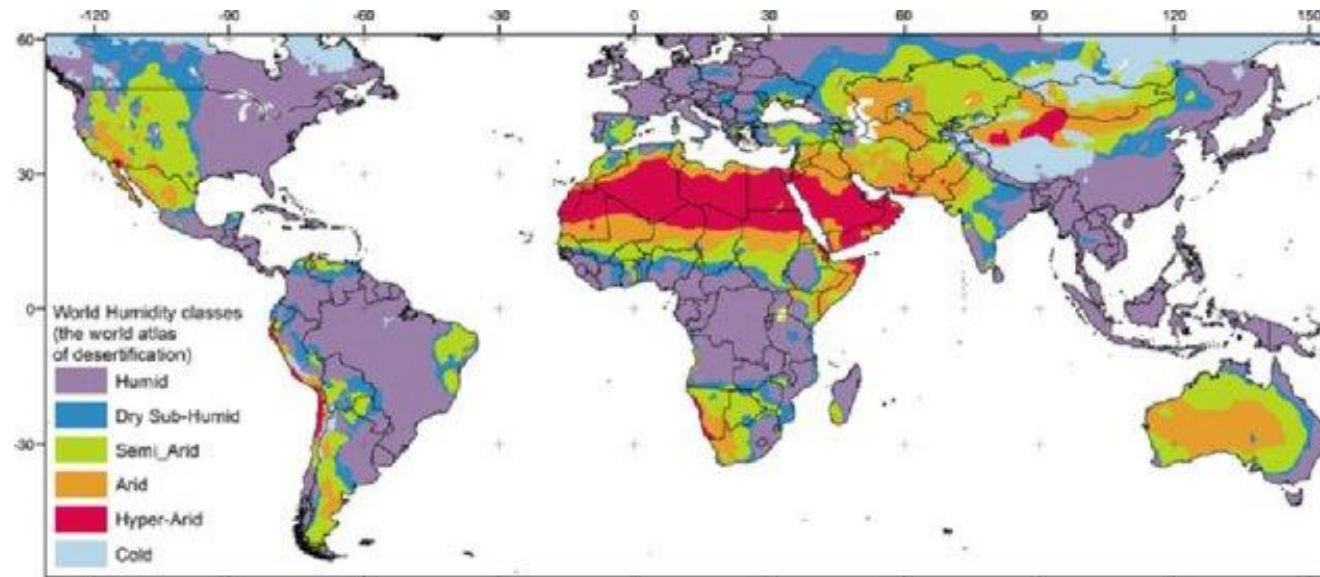 -120 -90 -60 0 30 60 90 120 150
60
30
0
-30
World Humidity classes
(the world atlas
of desertification)
Humid
Dry Sub-Humid
Semi_Arid
Arid
Hyper-Arid
Cold